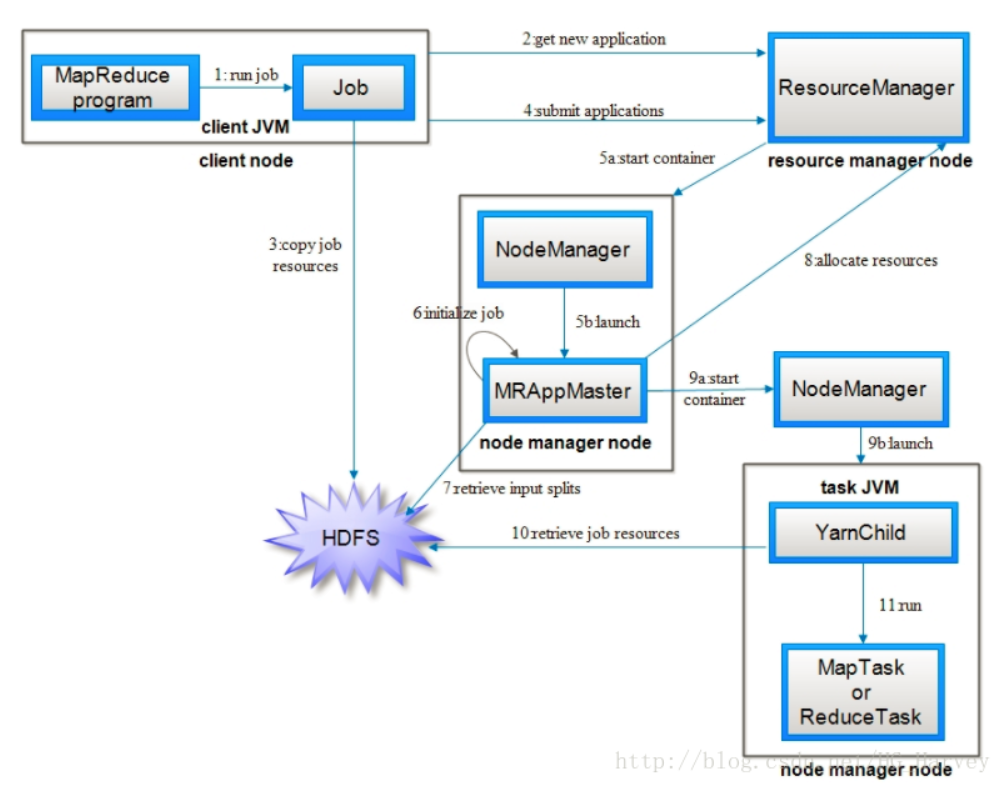 2:get new application
MapReduce
program
1: run job
Job
ResourceManager
4:submit applications
client JVM
client node
5a:start container
resource manager node
3:copy job
resources
NodeManager
8:allocate resources
6:initialize job
5b:launch
MRAppMaster
9a:start
container
NodeManager
node manager node
9b:launch
7:retrieve input splits
task JVM
HDFS
10:retrieve job resources
YarnChild
11:run
MapTask
or
ReduceTask
http://blog.csdn.net/
node manager node